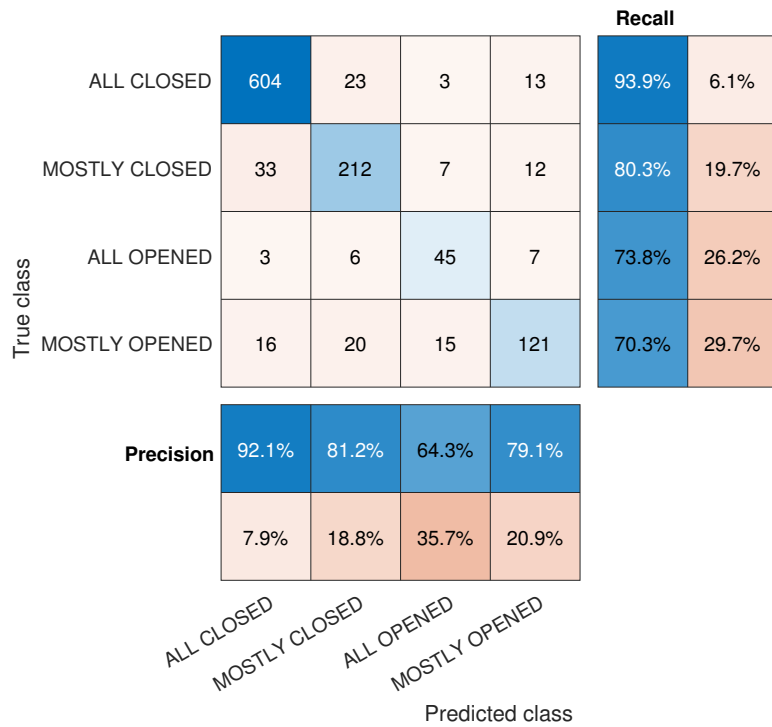 Recall
ALL CLOSED 604 23 3 13 93.9% 6.1%
MOSTLY CLOSED 33 212 7 12 80.3% 19.7%
ALL OPENED 3 6 45 7 73.8% 26.2%
MOSTLY OPENED 16 20 15 121 70.3% 29.7%
True class
Precision 92.1% 81.2% 64.3% 79.1%
7.9% 18.8% 35.7% 20.9%
ALL CLOSED
MOSTLY CLOSED
ALL OPENED
MOSTLY OPENED
Predicted class